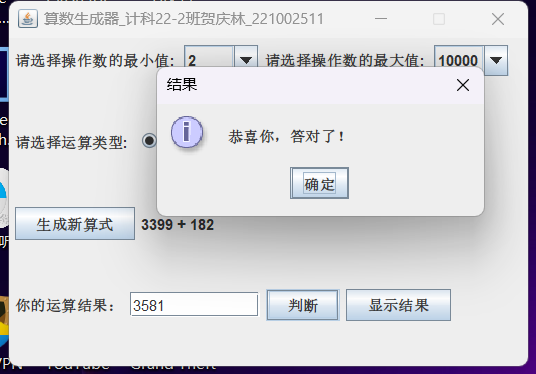 算数生成器_计科22-2班贺庆林_221002511
请选择操作数的最小值: 2 请选择操作数的最大值: 10000
结果
请选择运算类型:
恭喜你，答对了！
确定
生成新算式 3399 + 182
你的运算结果： 3581 判断 显示结果
VPN YouTube Grand Theft